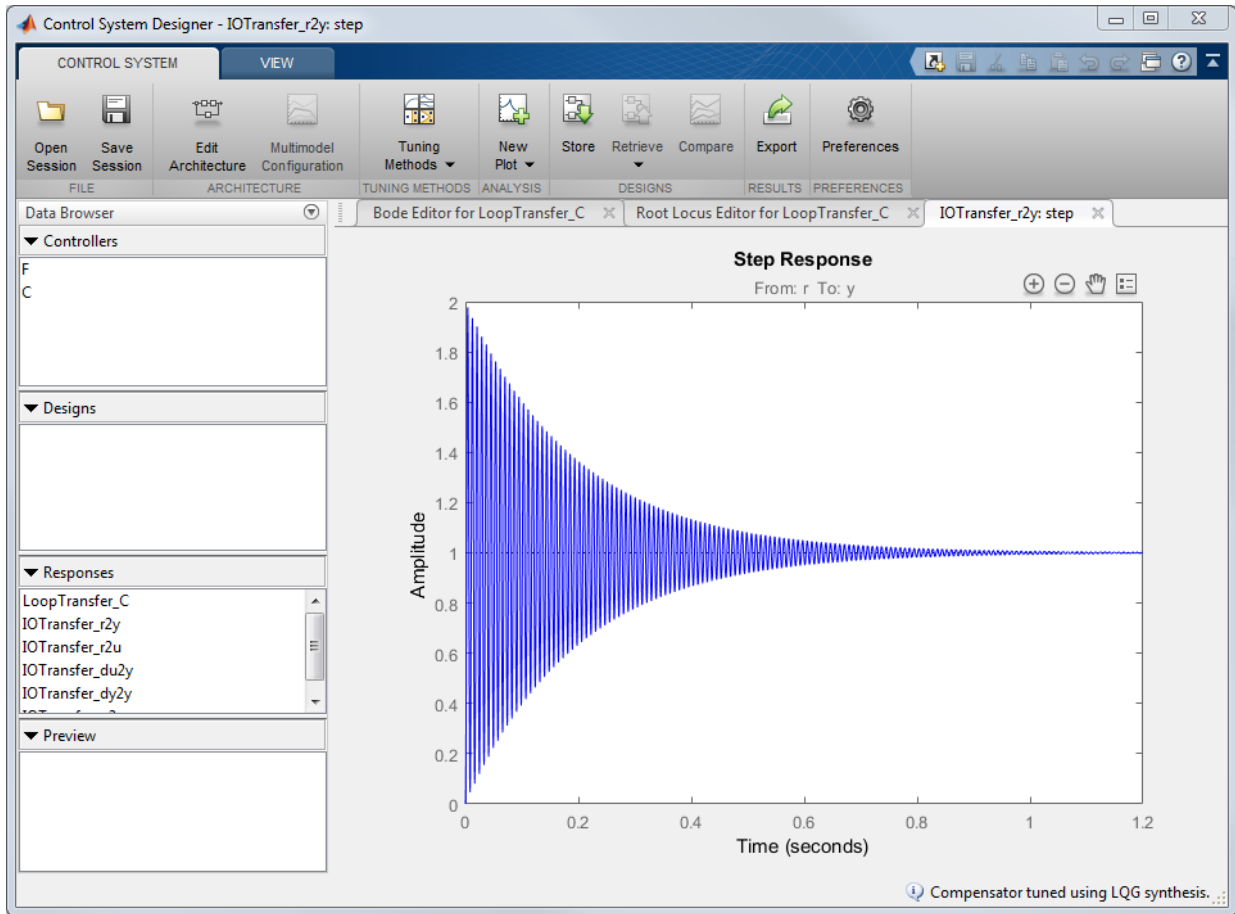 Control System Designer - IOTransfer_r2y: step
CONTROL SYSTEM VIEW
Open Session
Save Session
Edit Architecture
Multimodel Configuration
Tuning Methods
New Plot
Store
Retrieve
Compare
Export
Preferences
FILE ARCHITECTURE TUNING METHODS ANALYSIS DESIGNS RESULTS PREFERENCES
Data Browser
Controllers
F
C
Designs
Responses
LoopTransfer_C
IOTransfer_r2y
IOTransfer_r2u
IOTransfer_du2y
IOTransfer_dy2y
Preview
Bode Editor for LoopTransfer_C Root Locus Editor for LoopTransfer_C IOTransfer_r2y: step
Step Response
From: r To: y
2
1.8
1.6
1.4
1.2
1
0.8
0.6
0.4
0.2
0
Amplitude
0 0.2 0.4 0.6 0.8 1 1.2
Time (seconds)
Compensator tuned using LQG synthesis.